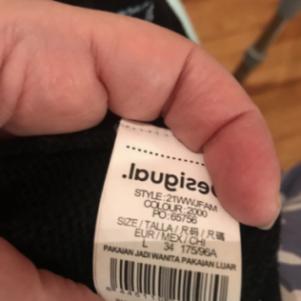 Desigual.
STYLE: 21WWJFAM
COLOUR: 2000
PO: 65756
SIZE / TALLA / 尺码 / 尺碼
EUR / MEX / CHI
L 34 175/96A
PAKAIAN JADI WANITA PAKAIAN LUAR